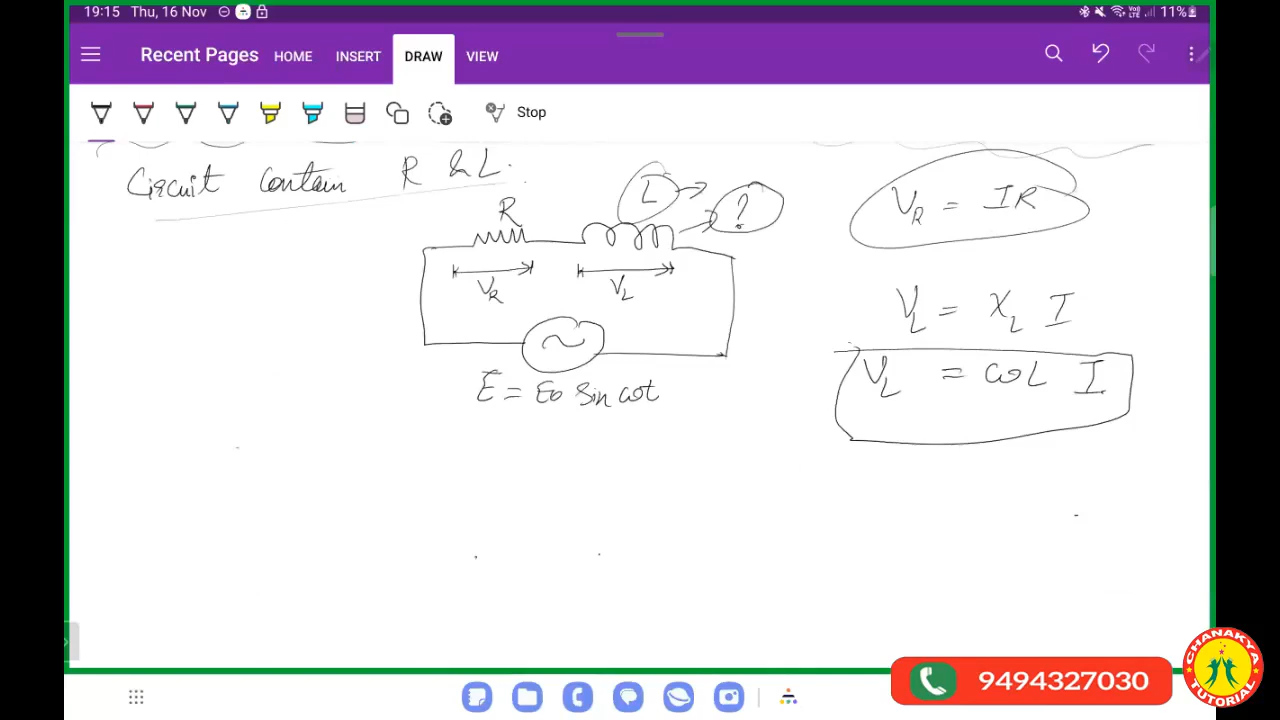 19:15 Thu, 16 Nov
11%
Recent Pages HOME INSERT DRAW VIEW
Stop
Circuit contain R & L.
R
L
?
V_R
V_L
E = E0 Sin ωt
V_R = IR
V_L = X_L I
V_L = ωL I
9494327030
CHANAKYA TUTORIAL